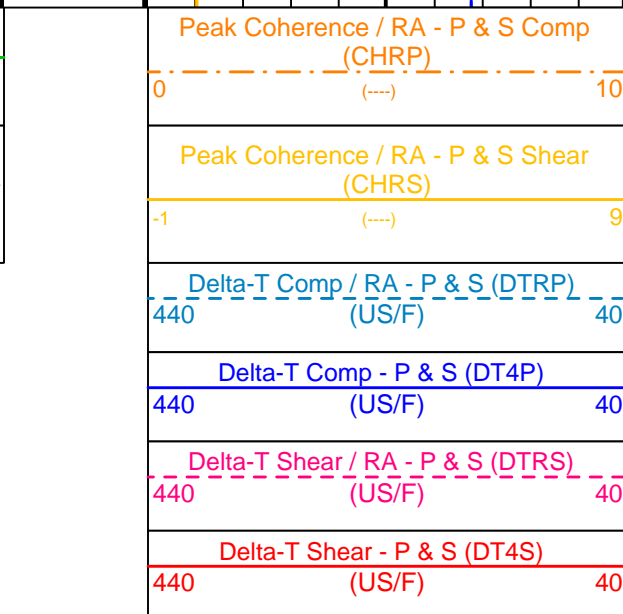 Peak Coherence / RA - P & S Comp
(CHRP)
0 (----) 10
Peak Coherence / RA - P & S Shear
(CHRS)
-1 (----) 9
Delta-T Comp / RA - P & S (DTRP)
440 (US/F) 40
Delta-T Comp - P & S (DT4P)
440 (US/F) 40
Delta-T Shear / RA - P & S (DTRS)
440 (US/F) 40
Delta-T Shear - P & S (DT4S)
440 (US/F) 40